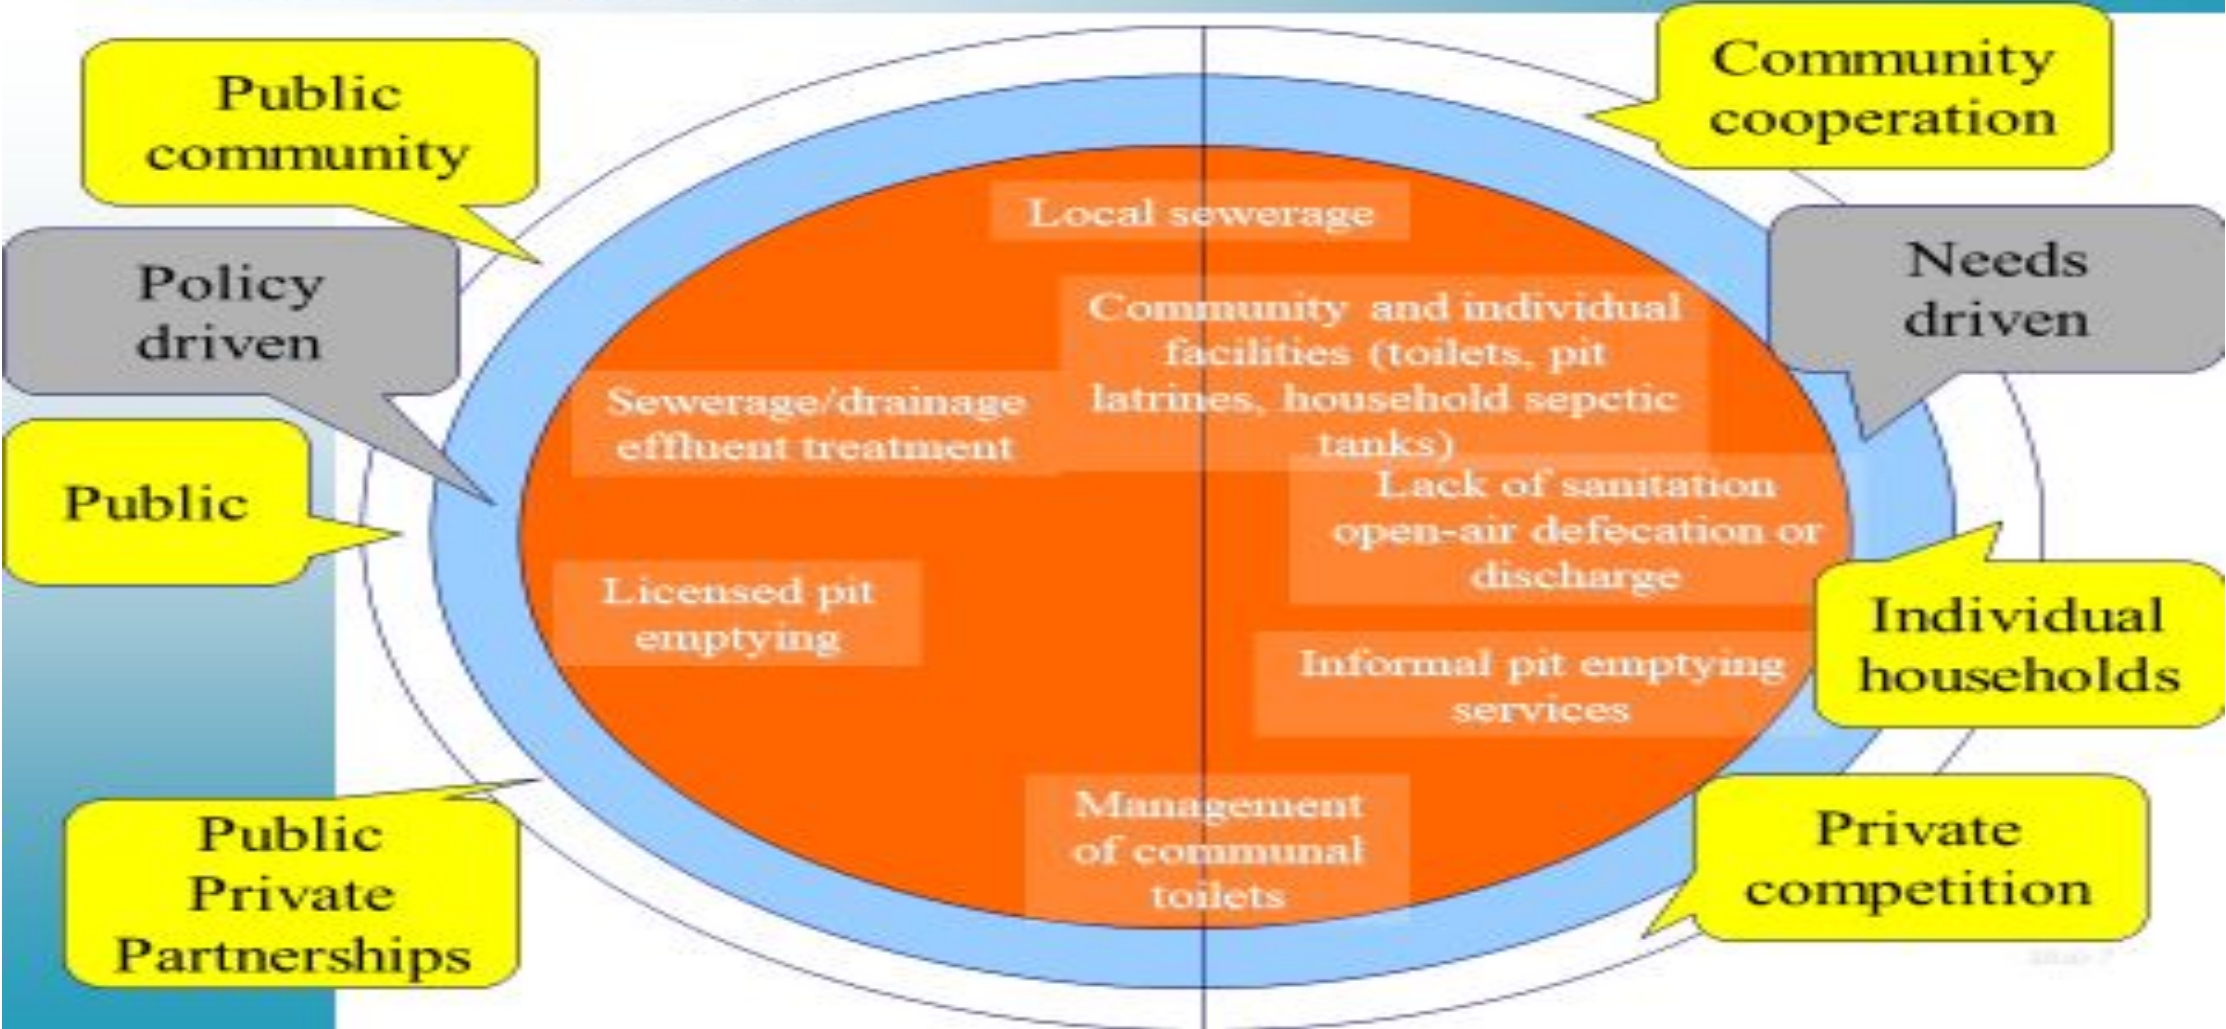 Public
community
Community
cooperation
Policy
driven
Needs
driven
Public
Individual
households
Public
Private
Partnerships
Private
competition
Local sewerage
Community and individual
facilities (toilets, pit
latrines, household sepctic
tanks)
Sewerage/drainage
effluent treatment
Lack of sanitation
open-air defecation or
discharge
Licensed pit
emptying
Informal pit emptying
services
Management
of communal
toilets